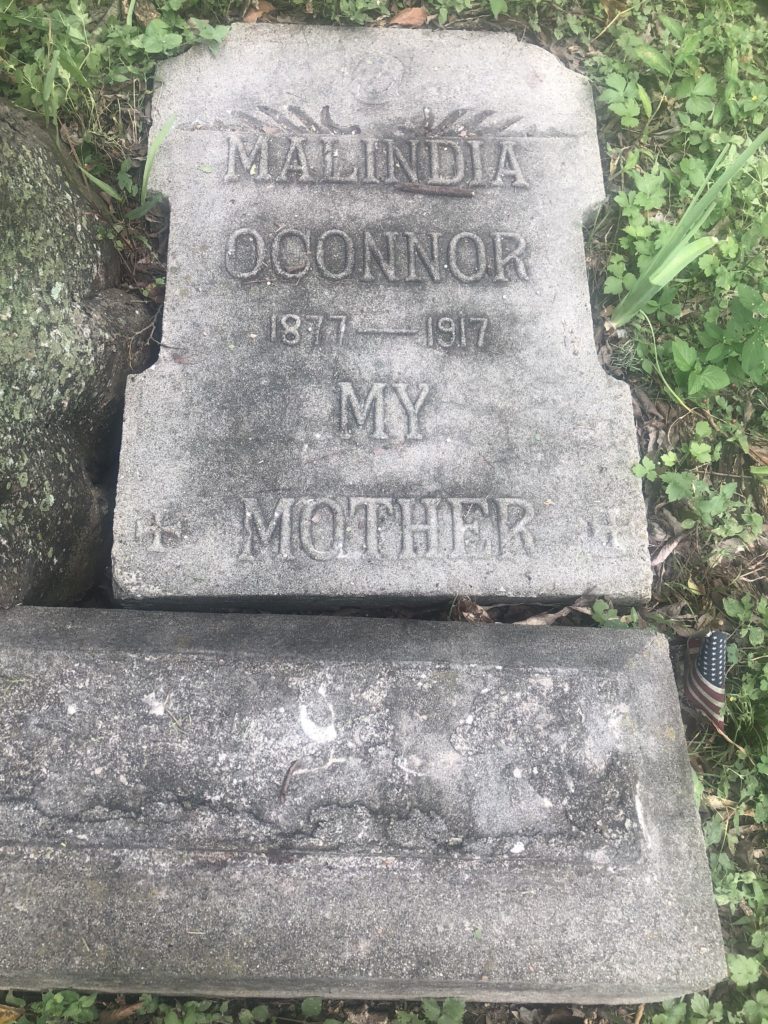 MALINDIA
OCONNOR
1877 — 1917
MY
MOTHER